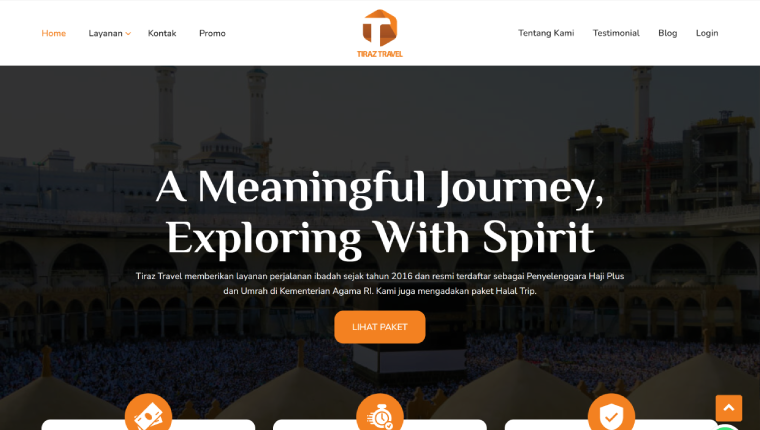 Home
Layanan
Kontak
Promo
TIRAZ TRAVEL
Tentang Kami
Testimonial
Blog
Login
A Meaningful Journey,
Exploring With Spirit
Tiraz Travel memberikan layanan perjalanan ibadah sejak tahun 2016 dan resmi terdaftar sebagai Penyelenggara Haji Plus
dan Umrah di Kementerian Agama RI. Kami juga mengadakan paket Halal Trip.
LIHAT PAKET